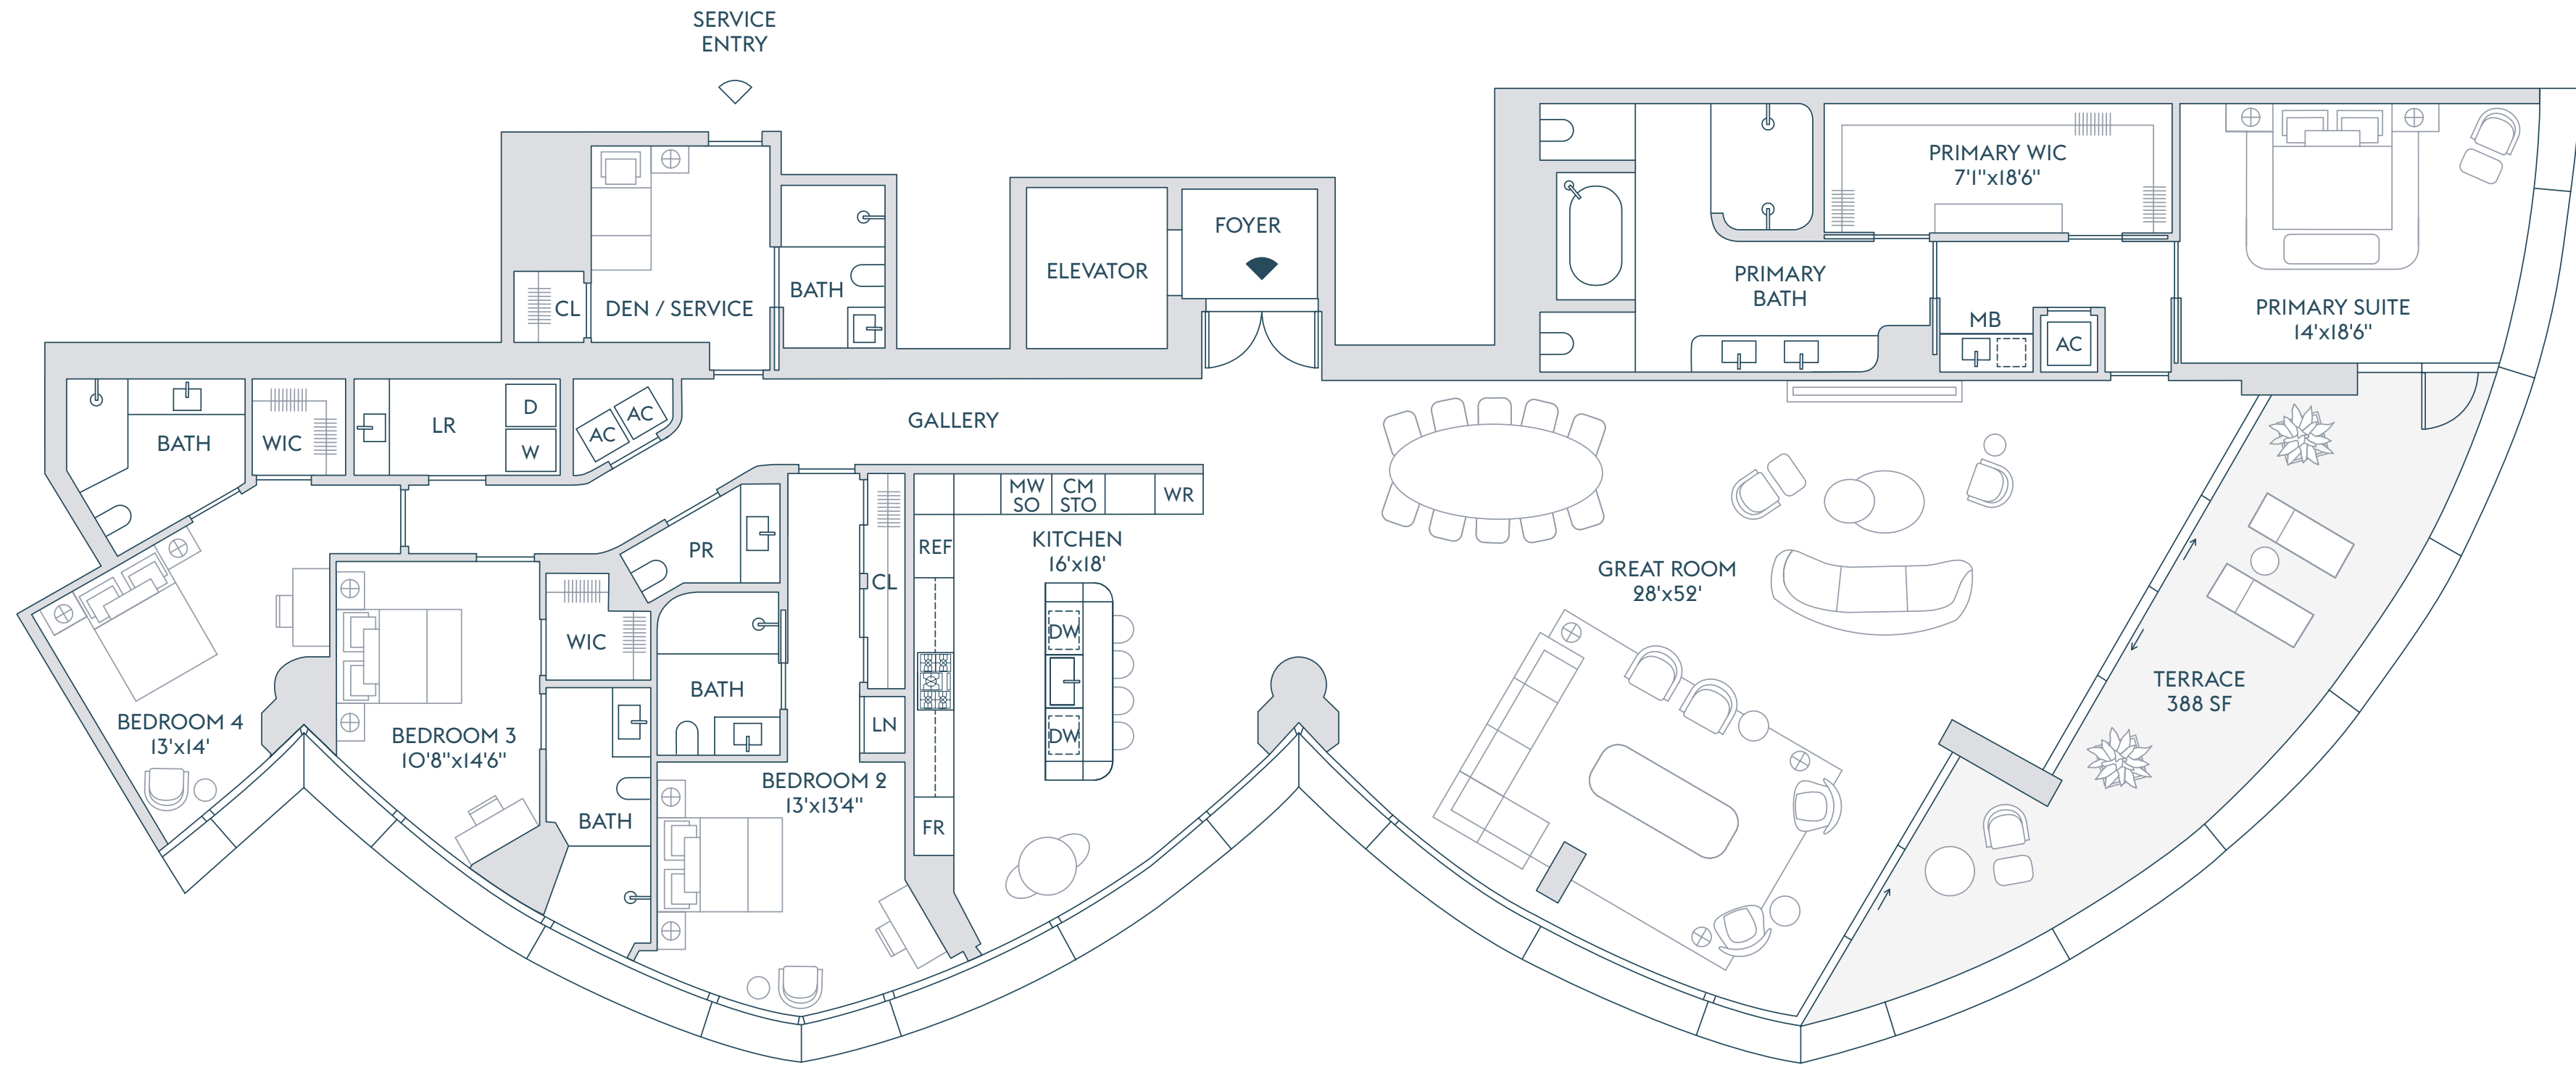 SERVICE
ENTRY
PRIMARY WIC
7'1"x18'6"
FOYER
ELEVATOR
PRIMARY
BATH
BATH
CL
DEN / SERVICE
MB
AC
PRIMARY SUITE
14'x18'6"
BATH
WIC
LR
D
W
AC
AC
GALLERY
MW
SO
CM
STO
WR
PR
REF
KITCHEN
16'x18'
CL
GREAT ROOM
28'x52'
WIC
DW
BATH
TERRACE
388 SF
BEDROOM 4
13'x14'
BEDROOM 3
10'8"x14'6"
LN
DW
BEDROOM 2
13'x13'4"
BATH
FR